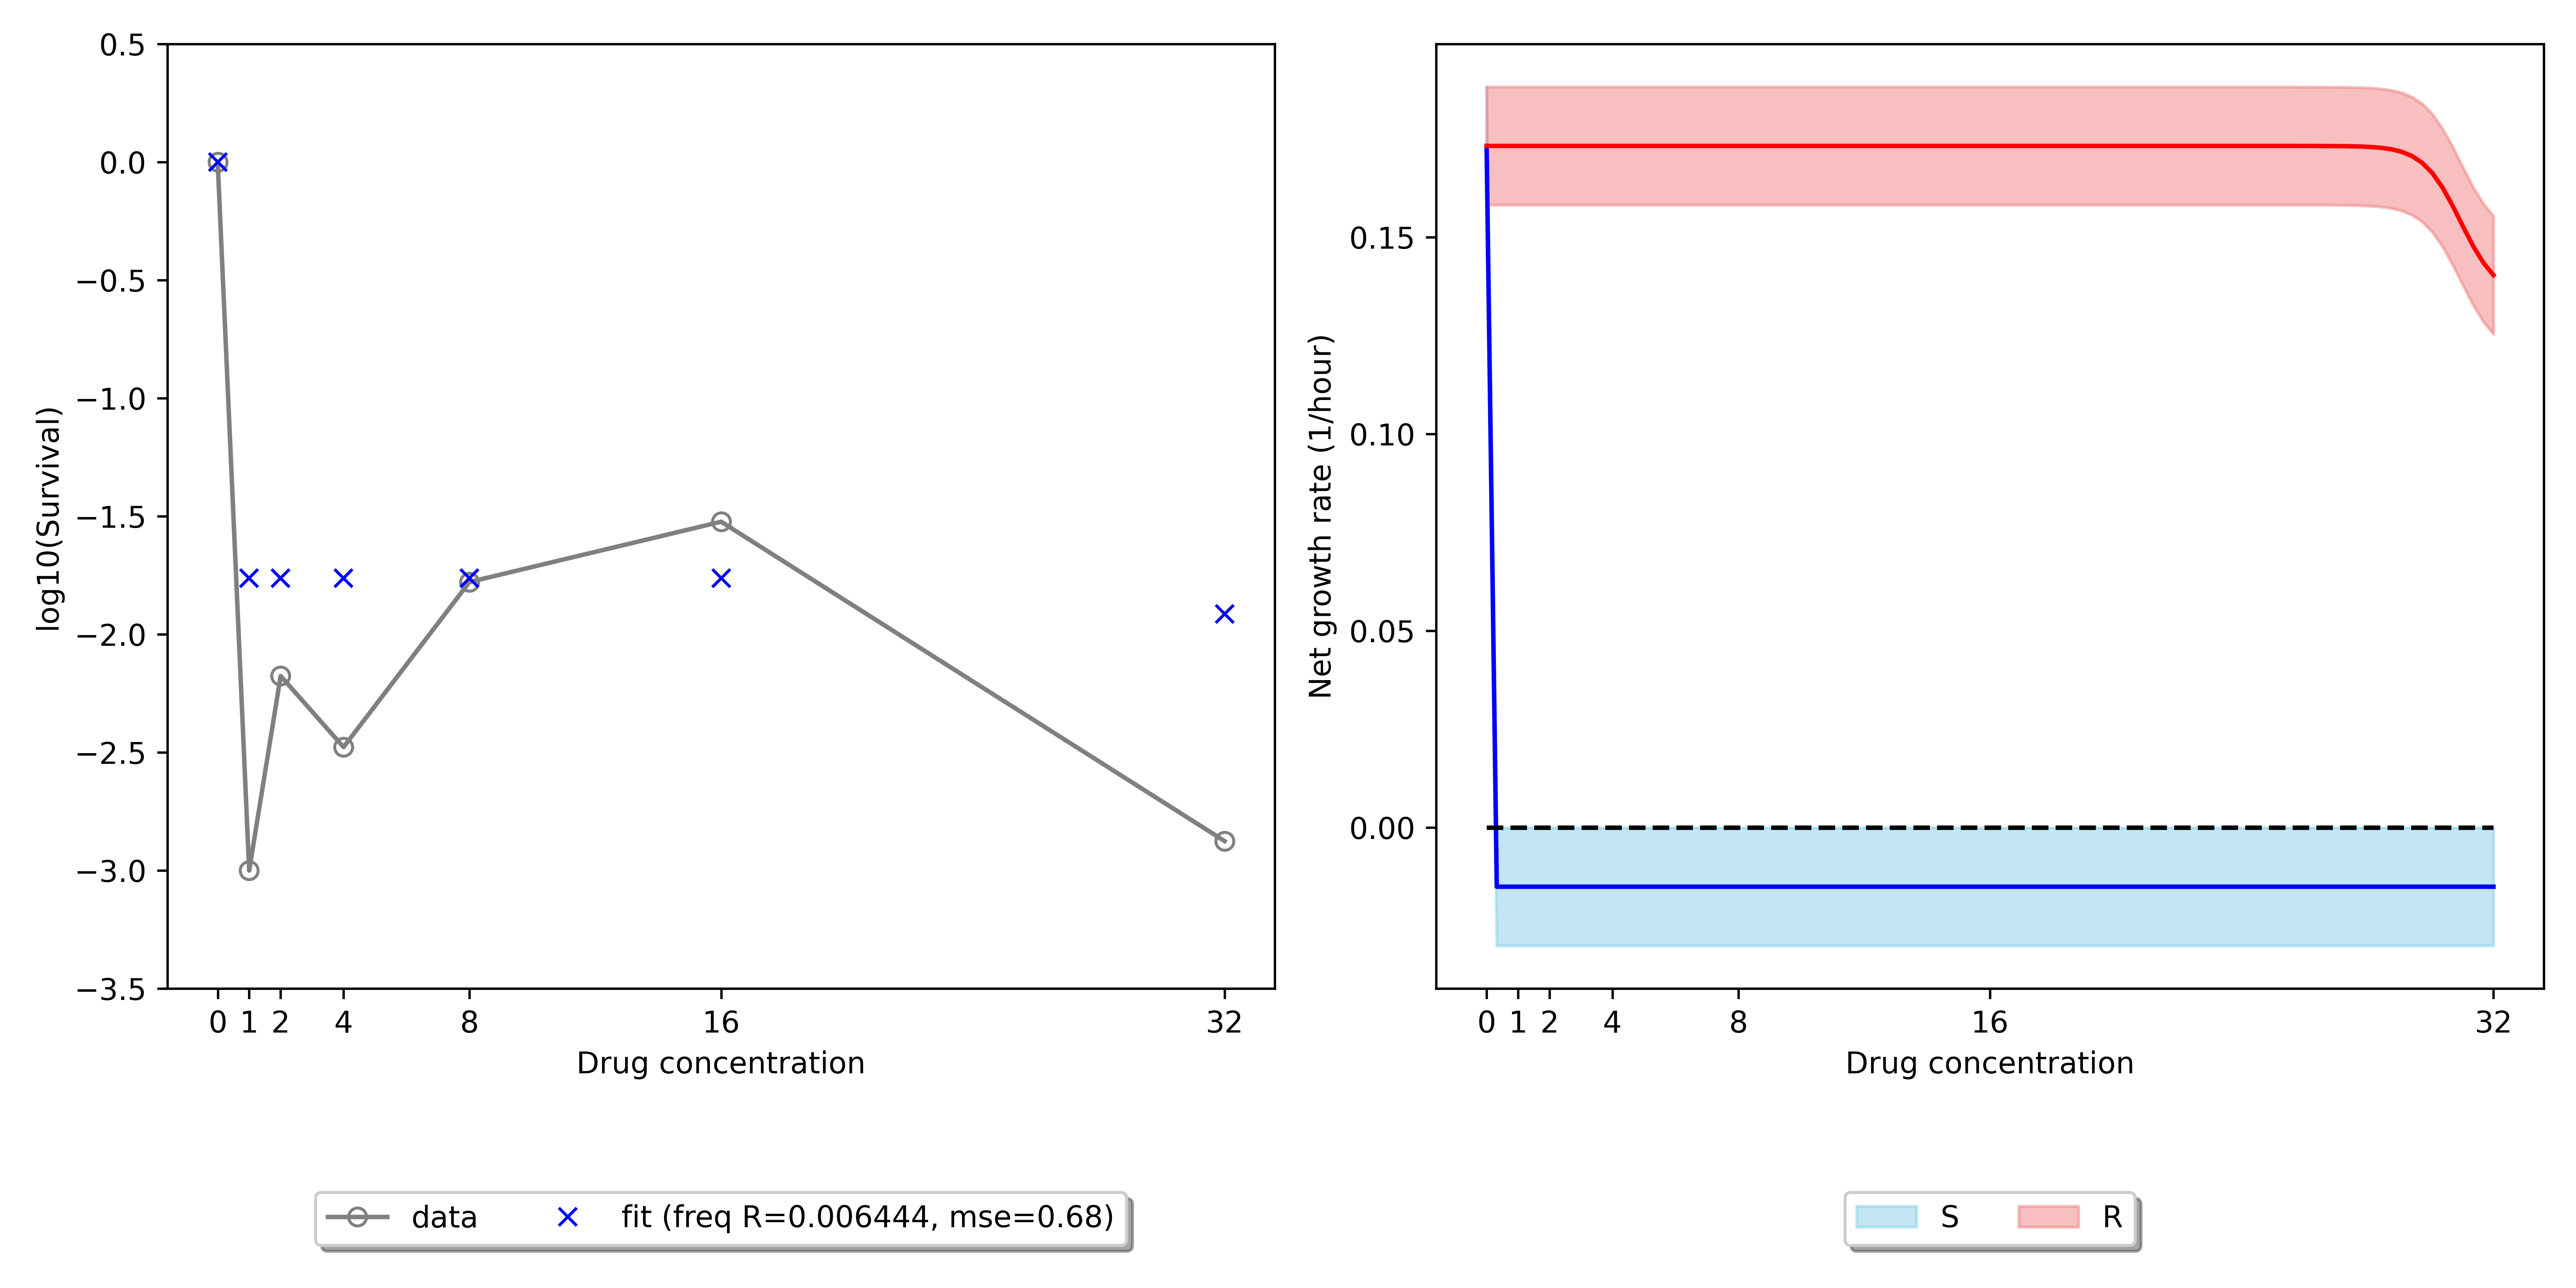 0.5
0.0
−0.5
−1.0
−1.5
−2.0
−2.5
−3.0
−3.5
log10(Survival)
0 1 2 4 8 16 32
Drug concentration
data fit (freq R=0.006444, mse=0.68)
0.15
0.10
0.05
0.00
Net growth rate (1/hour)
0 1 2 4 8 16 32
Drug concentration
S R